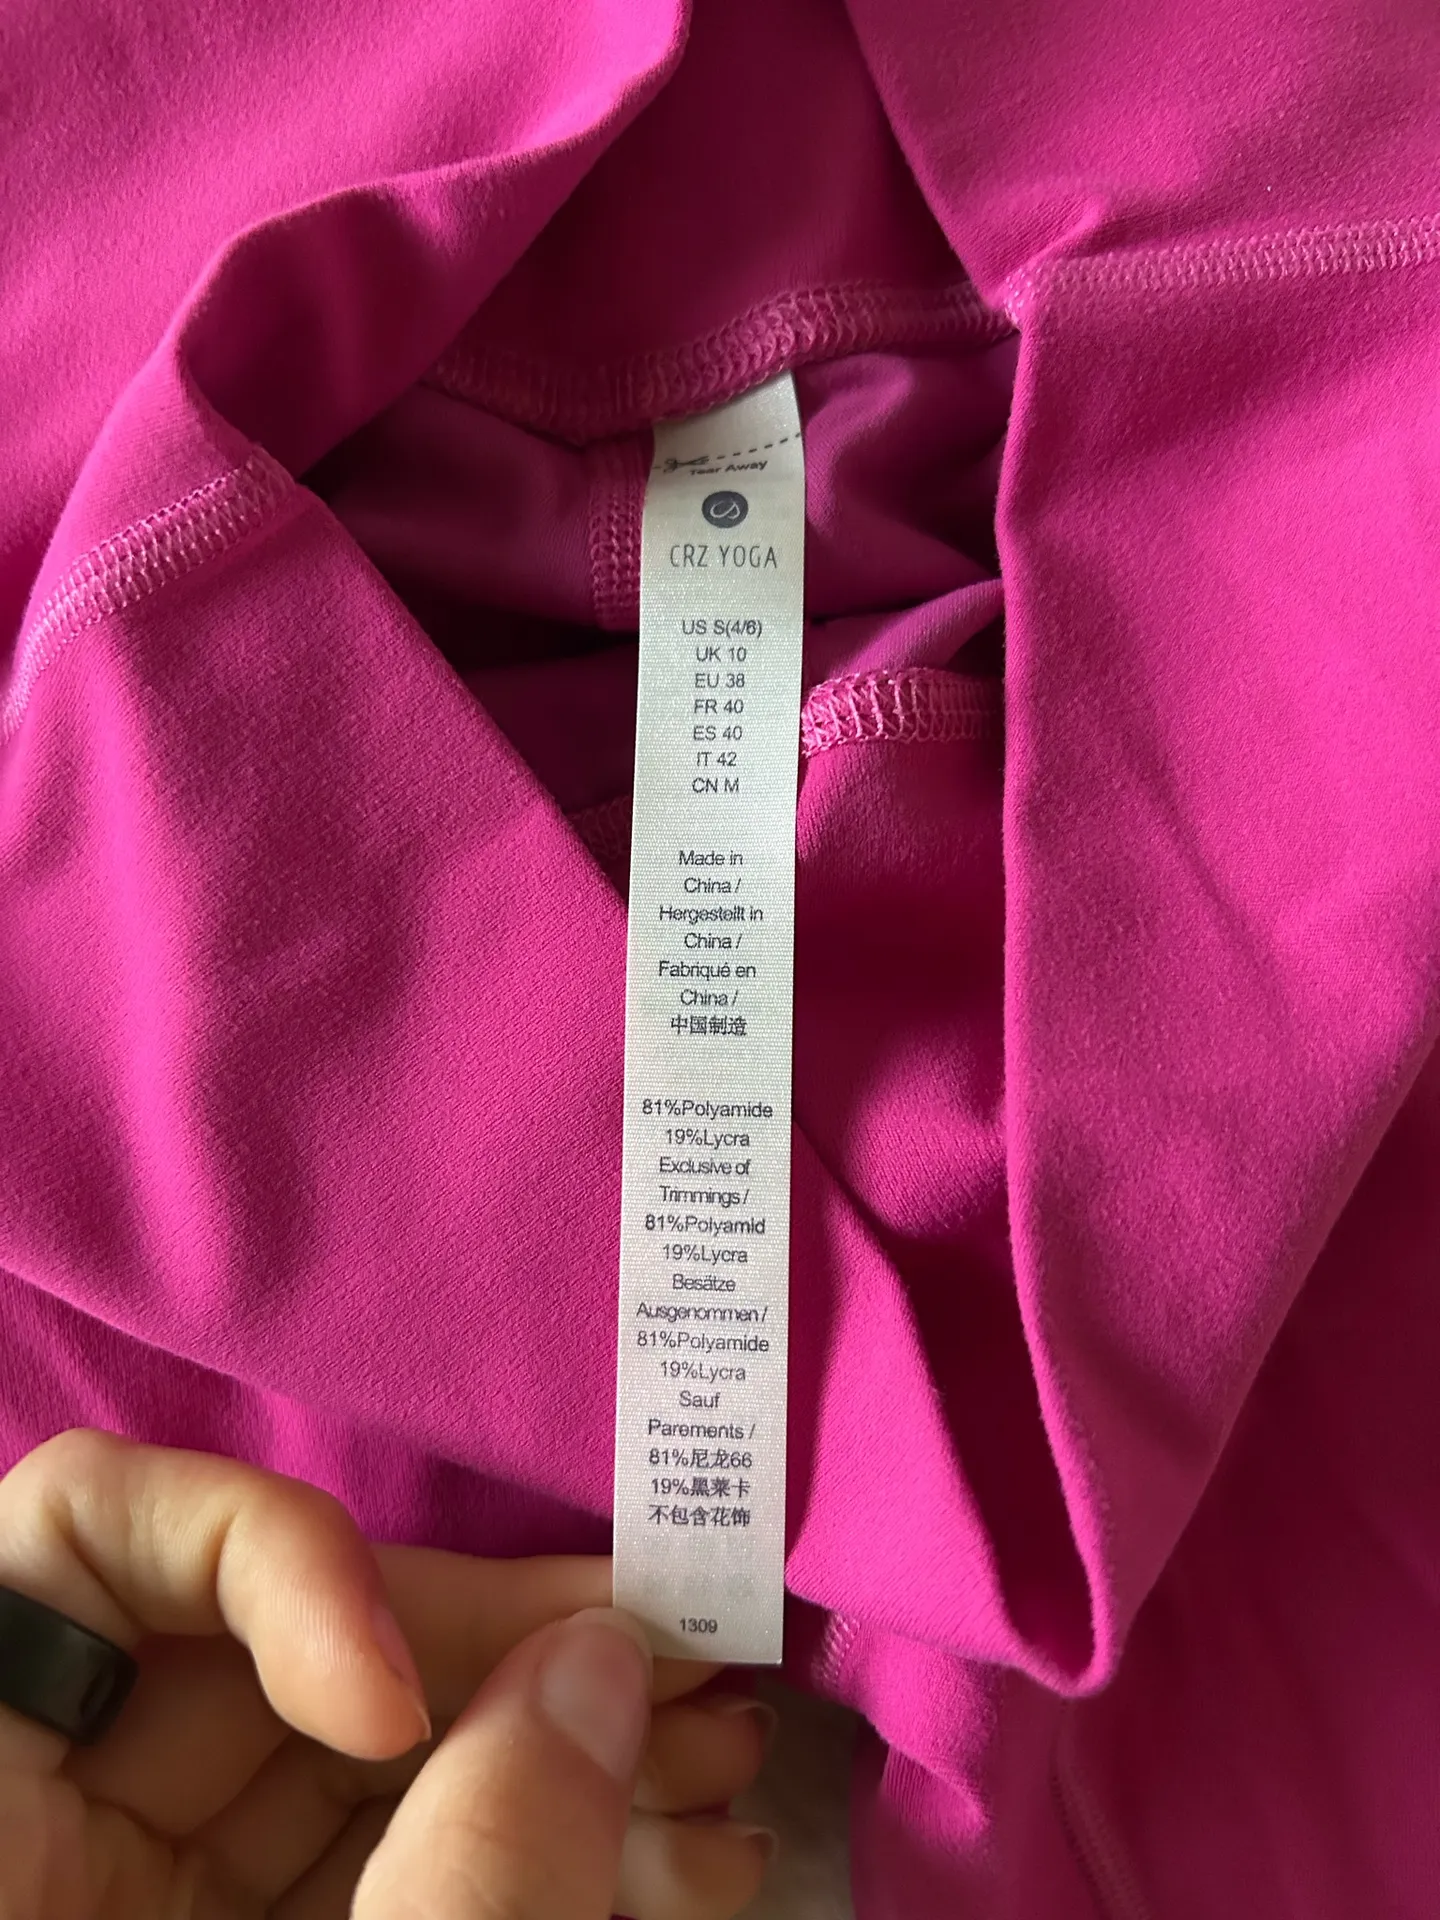 Tear Away
CRZ YOGA
US S(4/6)
UK 10
EU 38
FR 40
ES 40
IT 42
CN M
Made in
China /
Hergestellt in
China /
Fabriqué en
China /
中国制造
81%Polyamide
19%Lycra
Exclusive of
Trimmings /
81%Polyamid
19%Lycra
Besätze
Ausgenommen /
81%Polyamide
19%Lycra
Sauf
Parements /
81%尼龙66
19%黑莱卡
不包含花饰
1309